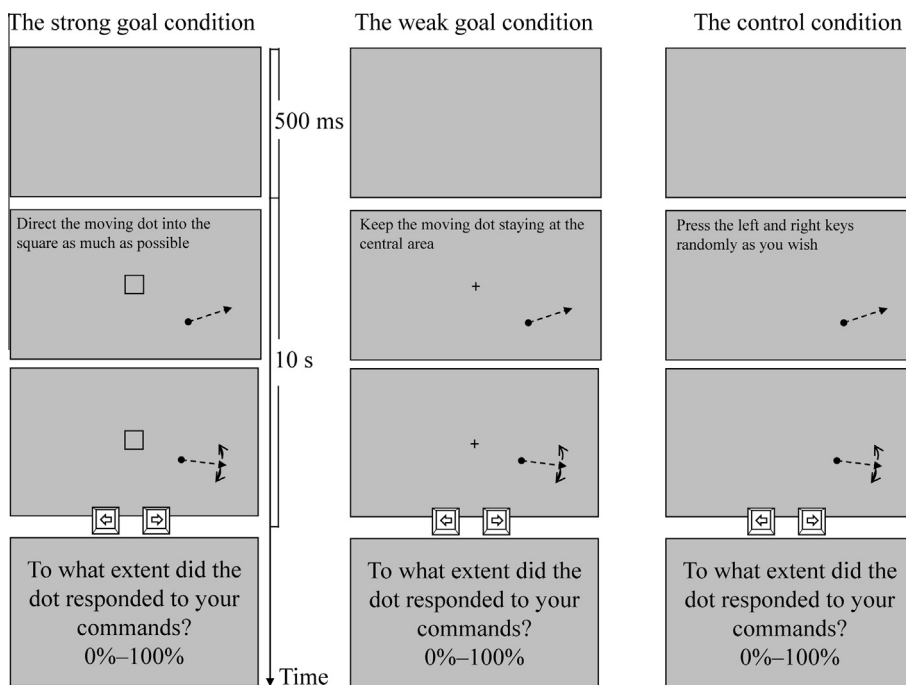 The strong goal condition
The weak goal condition
The control condition
500 ms
Direct the moving dot into the
square as much as possible
Keep the moving dot staying at the
central area
Press the left and right keys
randomly as you wish
10 s
To what extent did the
dot responded to your
commands?
0%–100%
To what extent did the
dot responded to your
commands?
0%–100%
To what extent did the
dot responded to your
commands?
0%–100%
Time